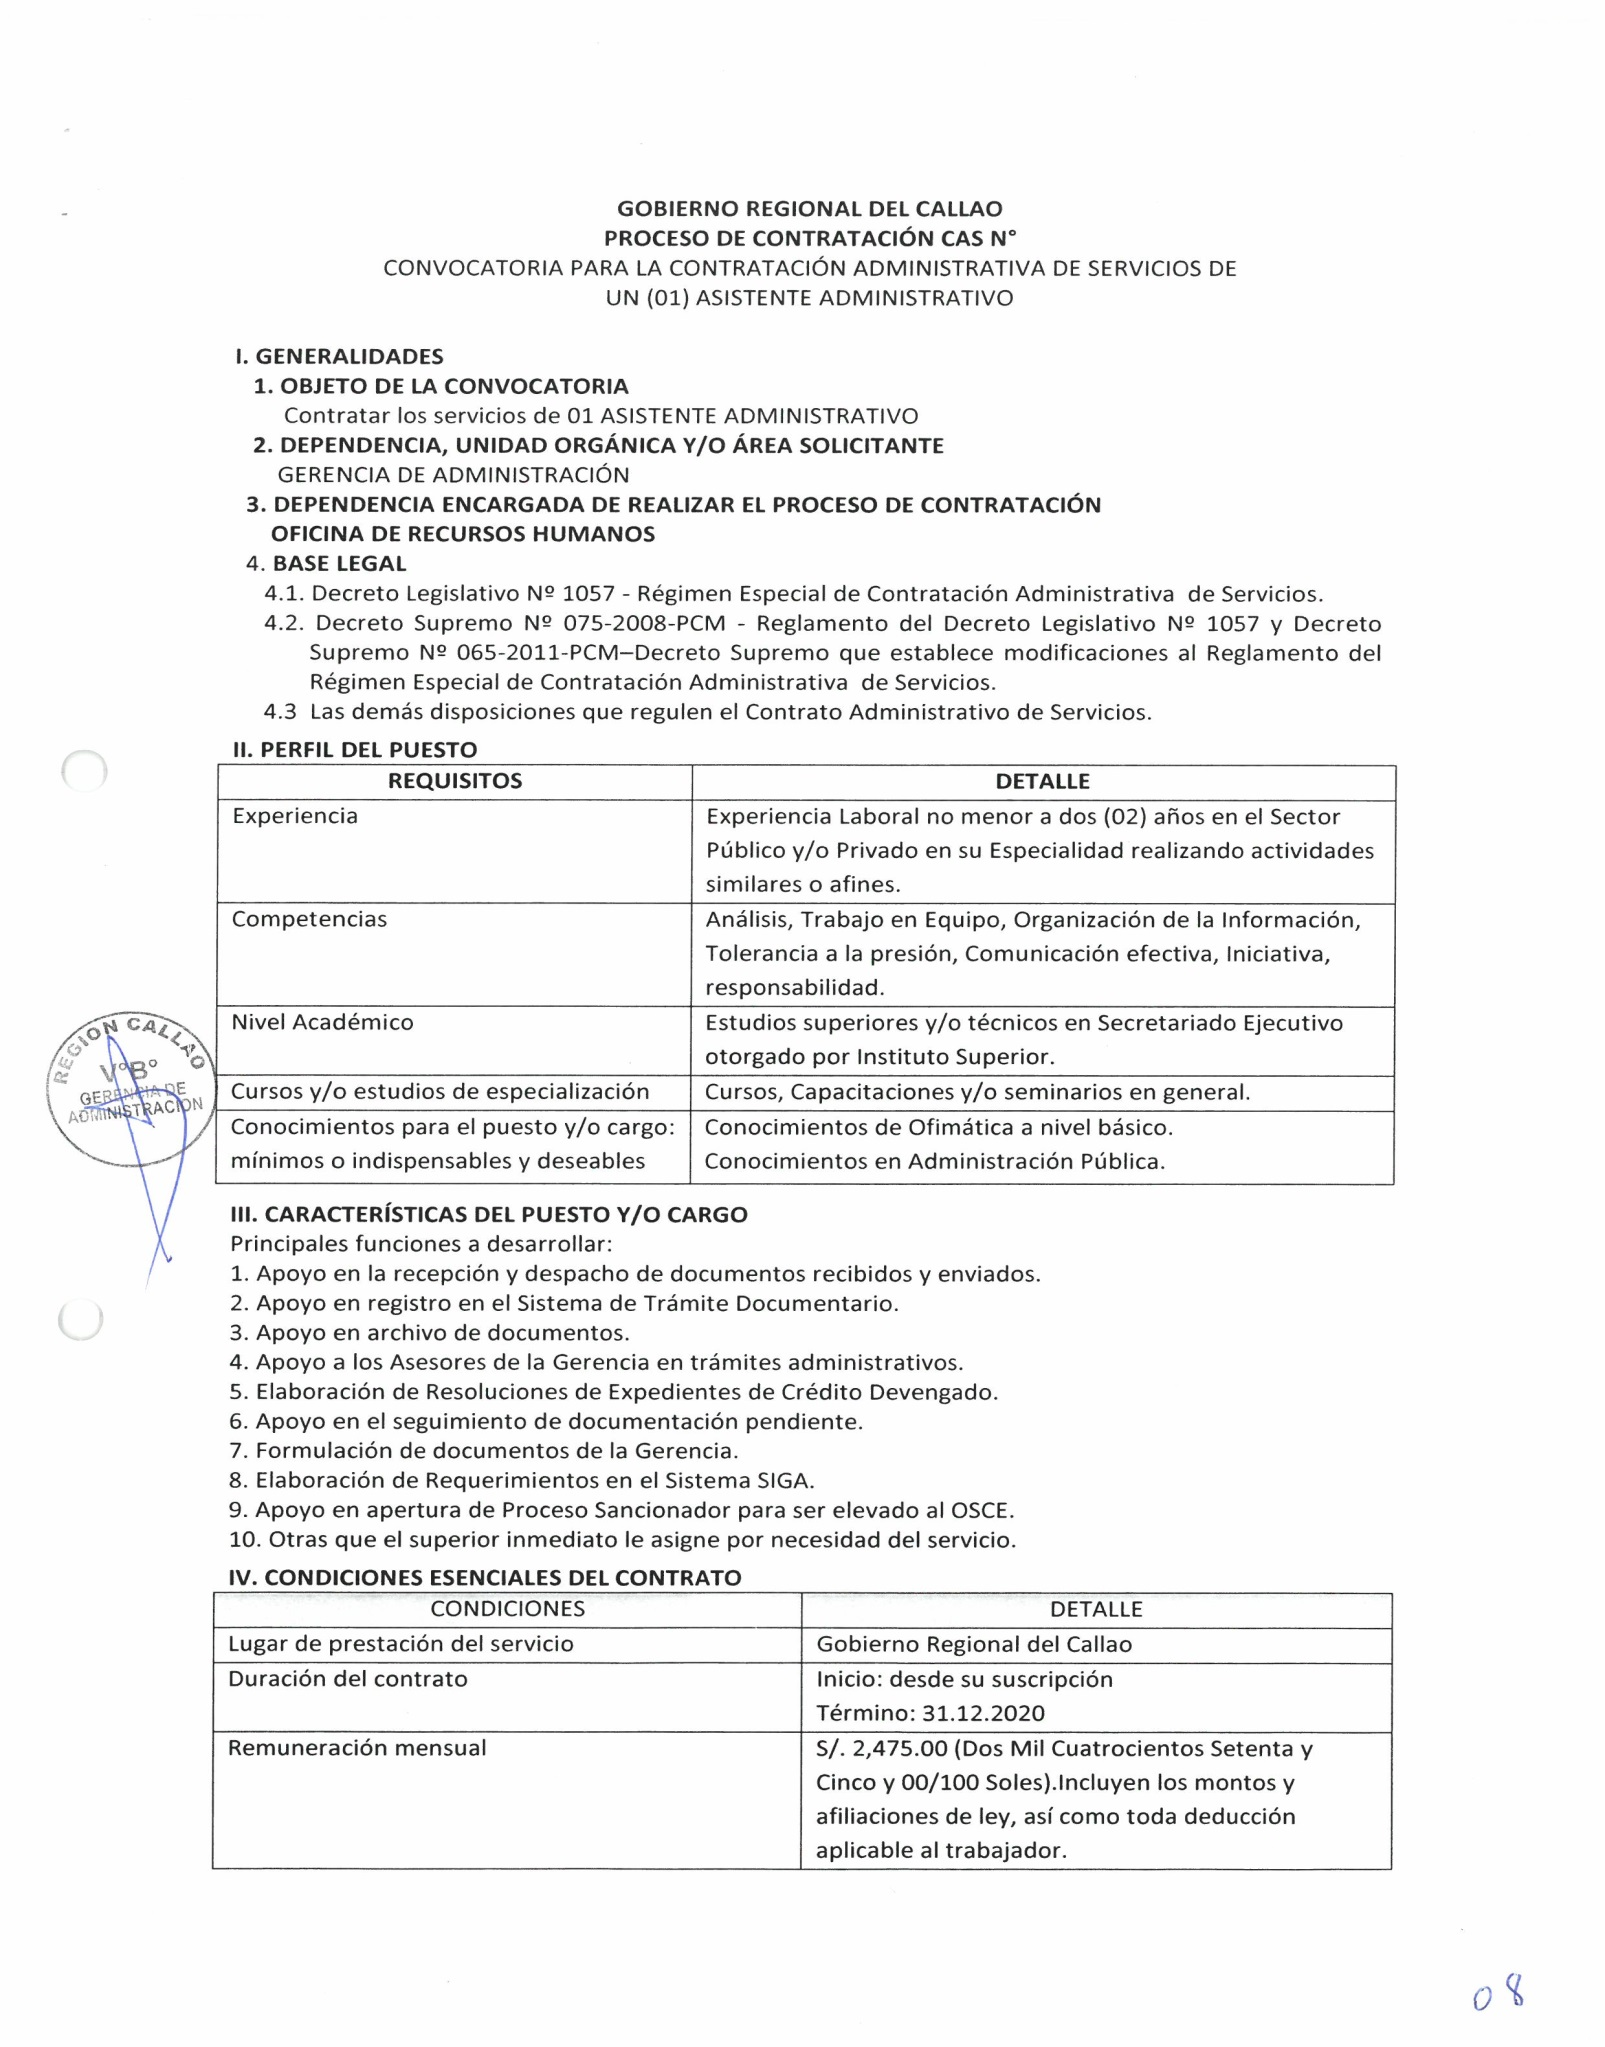 GOBIERNO REGIONAL DEL CALLAO
PROCESO DE CONTRATACIÓN CAS N°
CONVOCATORIA PARA LA CONTRATACIÓN ADMINISTRATIVA DE SERVICIOS DE
UN (01) ASISTENTE ADMINISTRATIVO
I. GENERALIDADES
1. OBJETO DE LA CONVOCATORIA
Contratar los servicios de 01 ASISTENTE ADMINISTRATIVO
2. DEPENDENCIA, UNIDAD ORGÁNICA Y/O ÁREA SOLICITANTE
GERENCIA DE ADMINISTRACIÓN
3. DEPENDENCIA ENCARGADA DE REALIZAR EL PROCESO DE CONTRATACIÓN
OFICINA DE RECURSOS HUMANOS
4. BASE LEGAL
4.1. Decreto Legislativo Nº 1057 - Régimen Especial de Contratación Administrativa de Servicios.
4.2. Decreto Supremo Nº 075-2008-PCM - Reglamento del Decreto Legislativo Nº 1057 y Decreto
Supremo Nº 065-2011-PCM–Decreto Supremo que establece modificaciones al Reglamento del
Régimen Especial de Contratación Administrativa de Servicios.
4.3 Las demás disposiciones que regulen el Contrato Administrativo de Servicios.
II. PERFIL DEL PUESTO
REQUISITOS DETALLE
Experiencia Experiencia Laboral no menor a dos (02) años en el Sector
Público y/o Privado en su Especialidad realizando actividades
similares o afines.
Competencias Análisis, Trabajo en Equipo, Organización de la Información,
Tolerancia a la presión, Comunicación efectiva, Iniciativa,
responsabilidad.
Nivel Académico Estudios superiores y/o técnicos en Secretariado Ejecutivo
otorgado por Instituto Superior.
Cursos y/o estudios de especialización Cursos, Capacitaciones y/o seminarios en general.
Conocimientos para el puesto y/o cargo: Conocimientos de Ofimática a nivel básico.
mínimos o indispensables y deseables Conocimientos en Administración Pública.
REGION CALLAO
V°B°
GERENCIA DE
ADMINISTRACION
III. CARACTERÍSTICAS DEL PUESTO Y/O CARGO
Principales funciones a desarrollar:
1. Apoyo en la recepción y despacho de documentos recibidos y enviados.
2. Apoyo en registro en el Sistema de Trámite Documentario.
3. Apoyo en archivo de documentos.
4. Apoyo a los Asesores de la Gerencia en trámites administrativos.
5. Elaboración de Resoluciones de Expedientes de Crédito Devengado.
6. Apoyo en el seguimiento de documentación pendiente.
7. Formulación de documentos de la Gerencia.
8. Elaboración de Requerimientos en el Sistema SIGA.
9. Apoyo en apertura de Proceso Sancionador para ser elevado al OSCE.
10. Otras que el superior inmediato le asigne por necesidad del servicio.
IV. CONDICIONES ESENCIALES DEL CONTRATO
CONDICIONES DETALLE
Lugar de prestación del servicio Gobierno Regional del Callao
Duración del contrato Inicio: desde su suscripción
Término: 31.12.2020
Remuneración mensual S/. 2,475.00 (Dos Mil Cuatrocientos Setenta y
Cinco y 00/100 Soles).Incluyen los montos y
afiliaciones de ley, así como toda deducción
aplicable al trabajador.
08